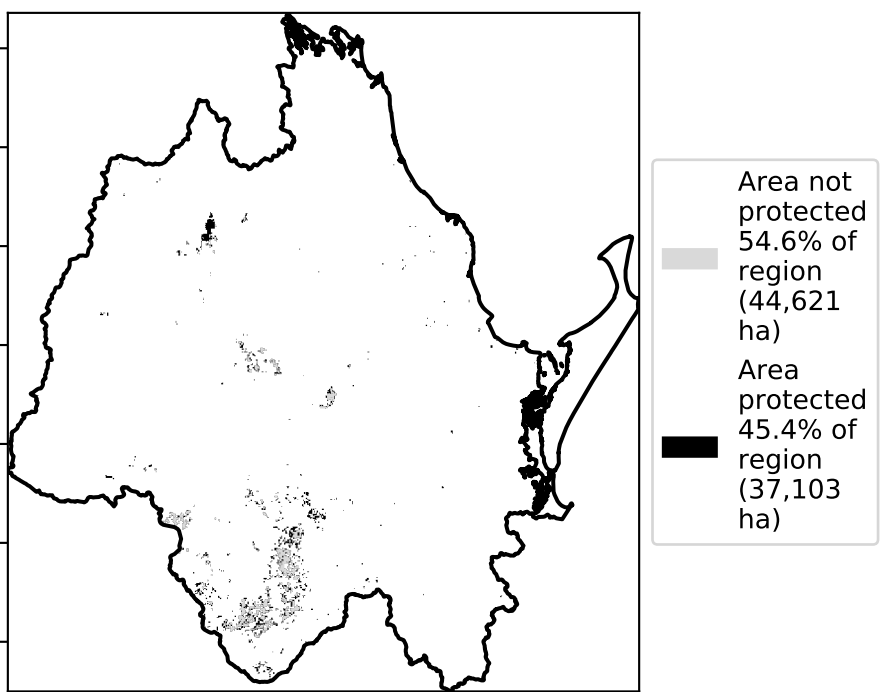 Area not
protected
54.6% of
region
(44,621
ha)
Area
protected
45.4% of
region
(37,103
ha)